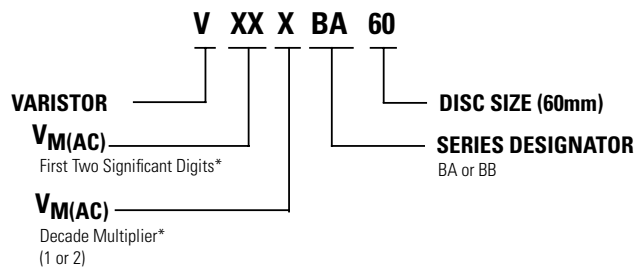 V XX X BA 60
VARISTOR
DISC SIZE (60mm)
VM(AC)
First Two Significant Digits*
SERIES DESIGNATOR
BA or BB
VM(AC)
Decade Multiplier*
(1 or 2)